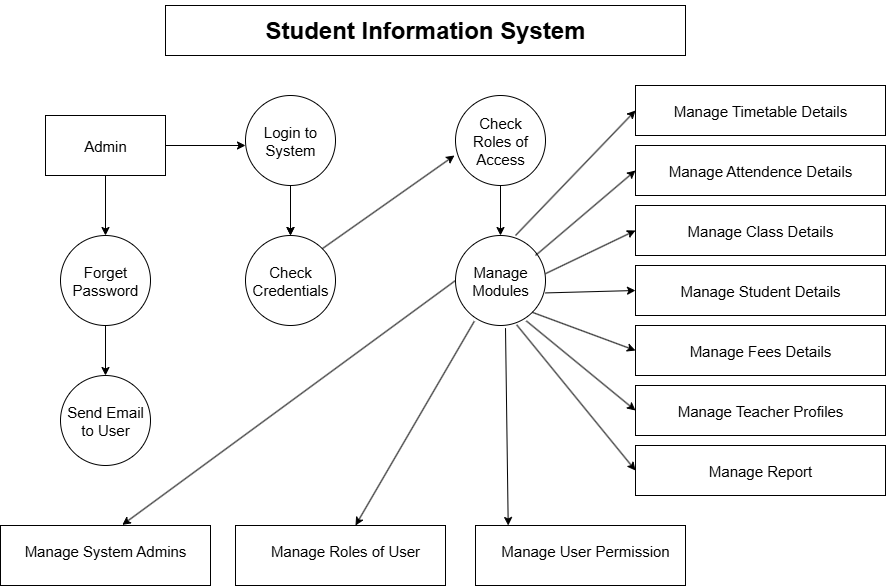 Student Information System
Admin
Login to
System
Check
Roles of
Access
Manage Timetable Details
Manage Attendence Details
Manage Class Details
Forget
Password
Check
Credentials
Manage
Modules
Manage Student Details
Manage Fees Details
Send Email
to User
Manage Teacher Profiles
Manage Report
Manage System Admins
Manage Roles of User
Manage User Permission